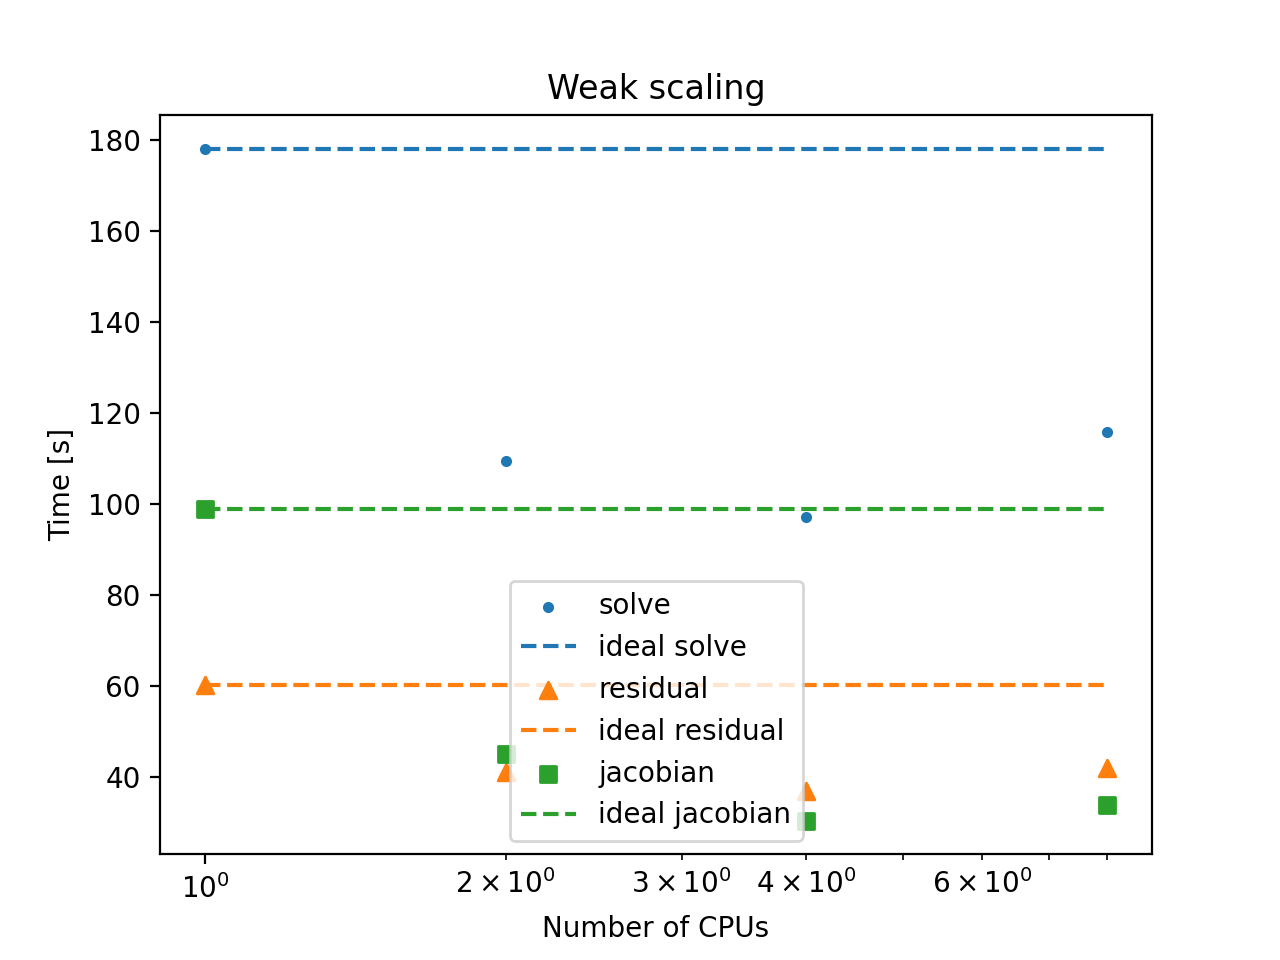 Weak scaling
180
160
140
120
100
80
60
40
Time [s]
solve
ideal solve
residual
ideal residual
jacobian
ideal jacobian
10⁰
2 × 10⁰
3 × 10⁰
4 × 10⁰
6 × 10⁰
Number of CPUs